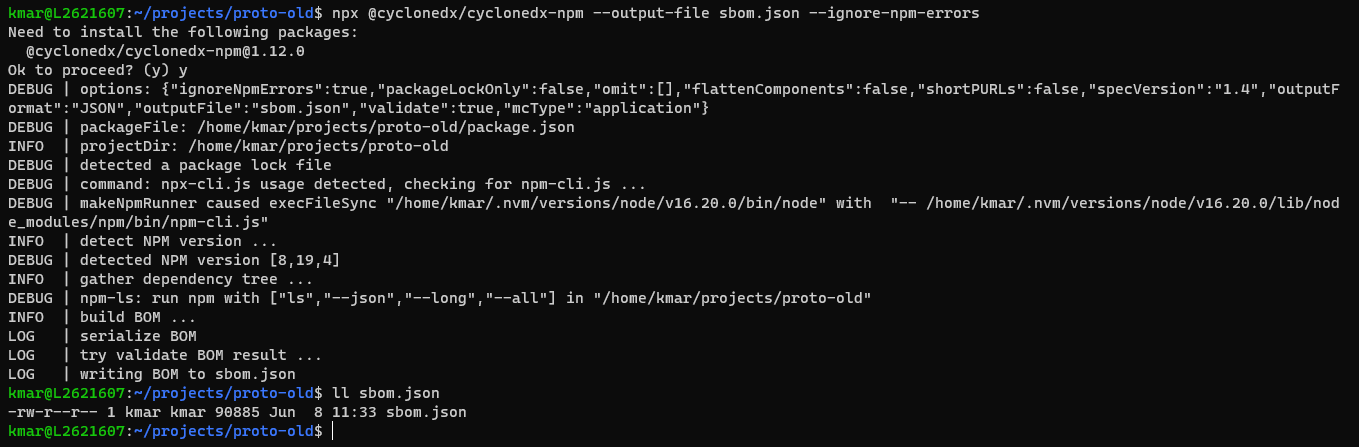 kmar@L2621607:~/projects/proto-old$ npx @cyclonedx/cyclonedx-npm --output-file sbom.json --ignore-npm-errors
Need to install the following packages:
  @cyclonedx/cyclonedx-npm@1.12.0
Ok to proceed? (y) y
DEBUG | options: {"ignoreNpmErrors":true,"packageLockOnly":false,"omit":[],"flattenComponents":false,"shortPURLs":false,"specVersion":"1.4","outputF
ormat":"JSON","outputFile":"sbom.json","validate":true,"mcType":"application"}
DEBUG | packageFile: /home/kmar/projects/proto-old/package.json
INFO  | projectDir: /home/kmar/projects/proto-old
DEBUG | detected a package lock file
DEBUG | command: npx-cli.js usage detected, checking for npm-cli.js ...
DEBUG | makeNpmRunner caused execFileSync "/home/kmar/.nvm/versions/node/v16.20.0/bin/node" with  "-- /home/kmar/.nvm/versions/node/v16.20.0/lib/nod
e_modules/npm/bin/npm-cli.js"
INFO  | detect NPM version ...
DEBUG | detected NPM version [8,19,4]
INFO  | gather dependency tree ...
DEBUG | npm-ls: run npm with ["ls","--json","--long","--all"] in "/home/kmar/projects/proto-old"
INFO  | build BOM ...
LOG   | serialize BOM
LOG   | try validate BOM result ...
LOG   | writing BOM to sbom.json
kmar@L2621607:~/projects/proto-old$ ll sbom.json
-rw-r--r-- 1 kmar kmar 90885 Jun  8 11:33 sbom.json
kmar@L2621607:~/projects/proto-old$